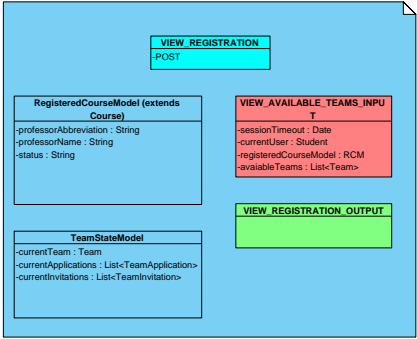 VIEW_REGISTRATION
-POST
RegisteredCourseModel (extends
Course)
-professorAbbreviation : String
-professorName : String
-status : String
VIEW_AVAILABLE_TEAMS_INPU
T
-sessionTimeout : Date
-currentUser : Student
-registeredCourseModel : RCM
-avaiableTeams : List<Team>
VIEW_REGISTRATION_OUTPUT
TeamStateModel
-currentTeam : Team
-currentApplications : List<TeamApplication>
-currentInvitations : List<TeamInvitation>